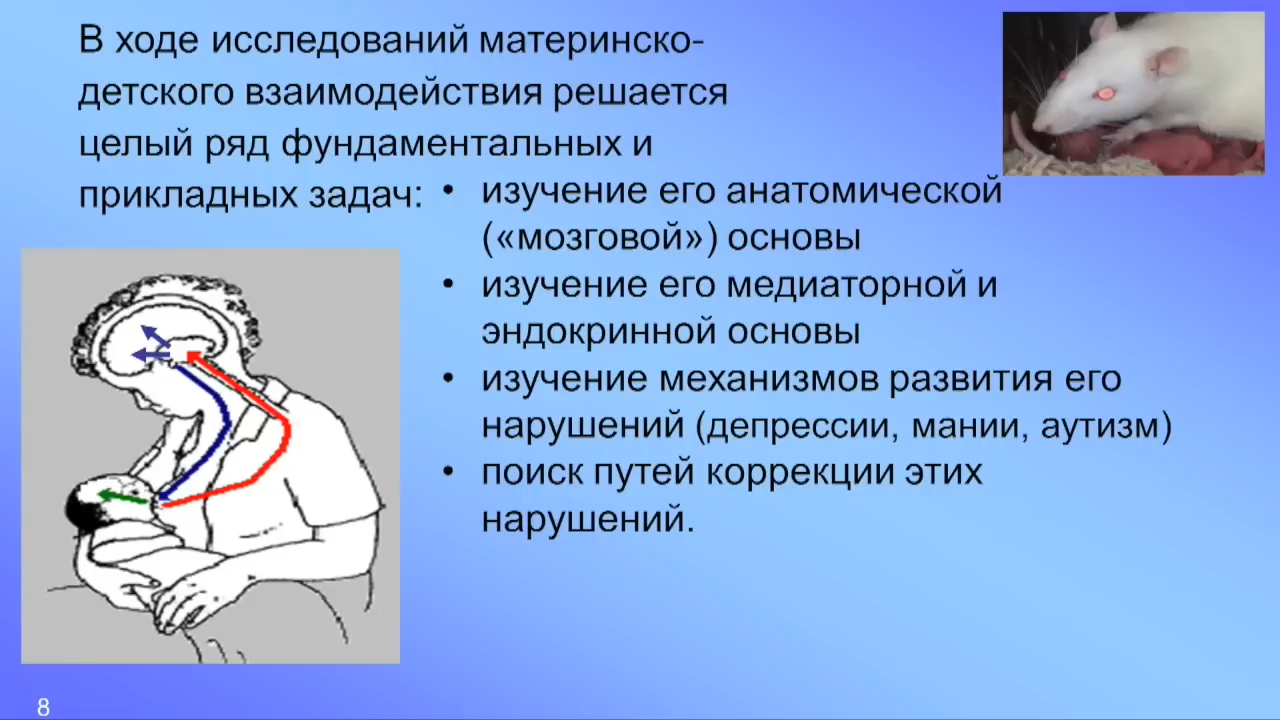 В ходе исследований материнско-
детского взаимодействия решается
целый ряд фундаментальных и
прикладных задач:
• изучение его анатомической
(«мозговой») основы
• изучение его медиаторной и
эндокринной основы
• изучение механизмов развития его
нарушений (депрессии, мании, аутизм)
• поиск путей коррекции этих
нарушений.
8